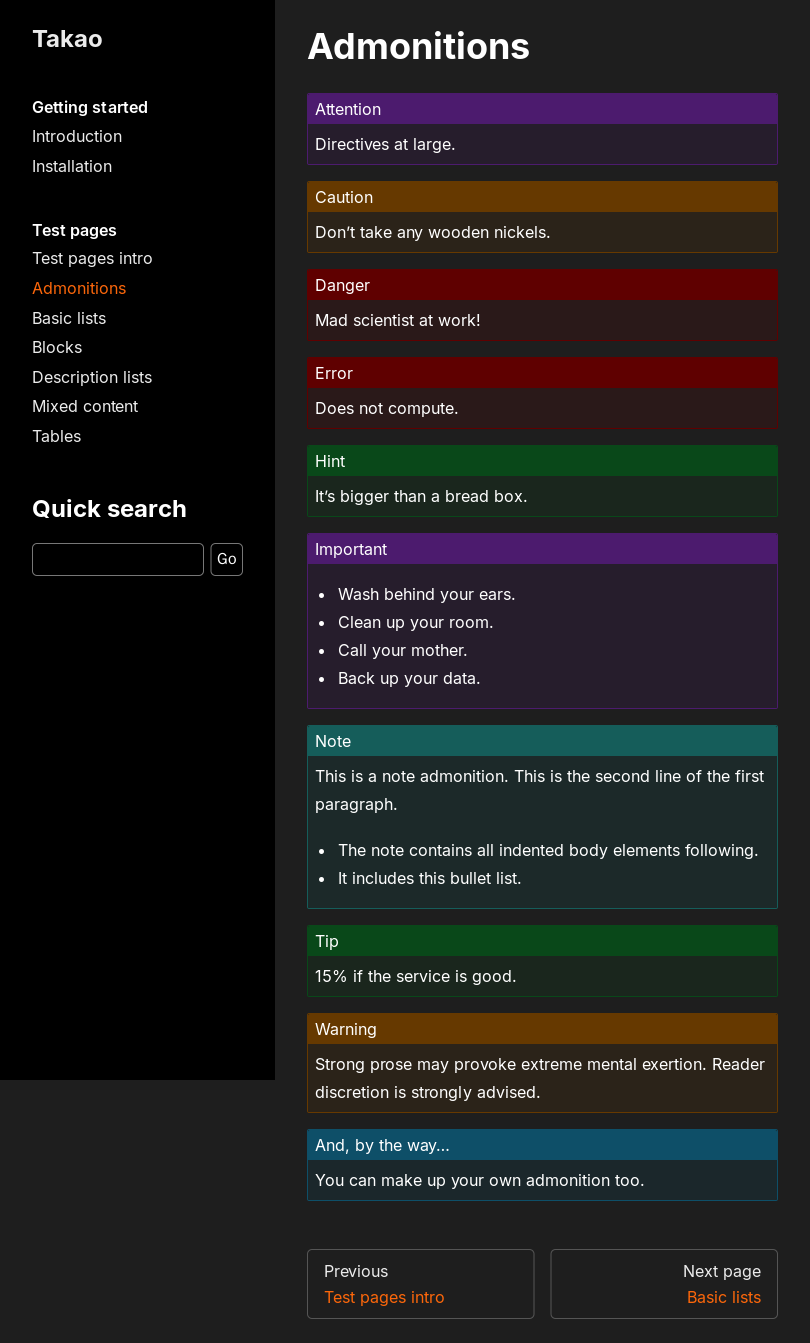 Takao
Getting started
Introduction
Installation
Test pages
Test pages intro
Admonitions
Basic lists
Blocks
Description lists
Mixed content
Tables
Quick search
Go
Admonitions
Attention
Directives at large.
Caution
Don’t take any wooden nickels.
Danger
Mad scientist at work!
Error
Does not compute.
Hint
It’s bigger than a bread box.
Important
• Wash behind your ears.
• Clean up your room.
• Call your mother.
• Back up your data.
Note
This is a note admonition. This is the second line of the first
paragraph.
• The note contains all indented body elements following.
• It includes this bullet list.
Tip
15% if the service is good.
Warning
Strong prose may provoke extreme mental exertion. Reader
discretion is strongly advised.
And, by the way…
You can make up your own admonition too.
Previous
Test pages intro
Next page
Basic lists